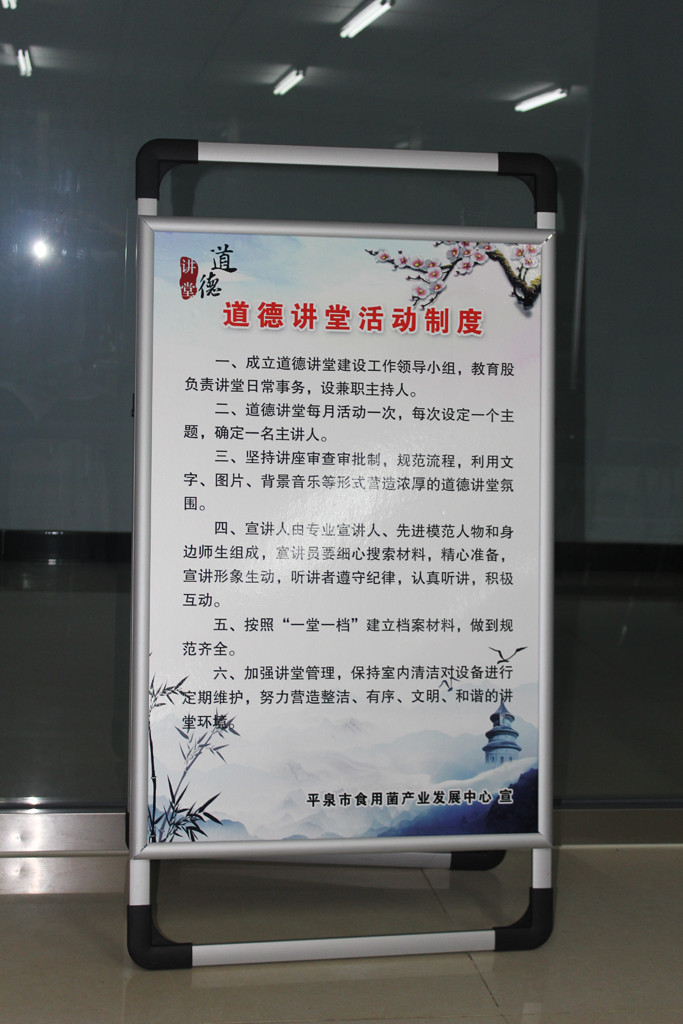 道德
讲堂
道德讲堂活动制度
一、成立道德讲堂建设工作领导小组，教育股
负责讲堂日常事务，设兼职主持人。
二、道德讲堂每月活动一次，每次设定一个主
题，确定一名主讲人。
三、坚持讲座审查审批制，规范流程，利用文
字、图片、背景音乐等形式营造浓厚的道德讲堂氛
围。
四、宣讲人由专业宣讲人、先进模范人物和身
边师生组成，宣讲员要细心搜索材料，精心准备，
宣讲形象生动，听讲者遵守纪律，认真听讲，积极
互动。
五、按照“一堂一档”建立档案材料，做到规
范齐全。
六、加强讲堂管理，保持室内清洁对设备进行
定期维护，努力营造整洁、有序、文明、和谐的讲
堂环境。
平泉市食用菌产业发展中心 宣